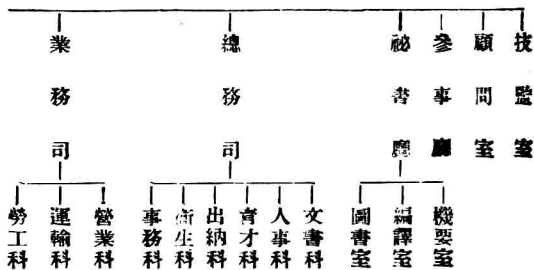 技監室
顧問室
參事廳
祕書廳
總務司
業務司
機要室
編譯室
圖書室
文書科
人事科
育才科
出納科
衞生科
事務科
營業科
運輸科
勞工科